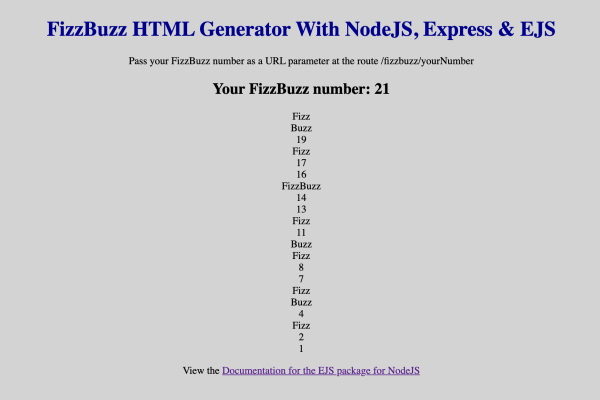 FizzBuzz HTML Generator With NodeJS, Express & EJS
Pass your FizzBuzz number as a URL parameter at the route /fizzbuzz/yourNumber
Your FizzBuzz number: 21
Fizz
Buzz
19
Fizz
17
16
FizzBuzz
14
13
Fizz
11
Buzz
Fizz
8
7
Fizz
Buzz
4
Fizz
2
1
View the Documentation for the EJS package for NodeJS